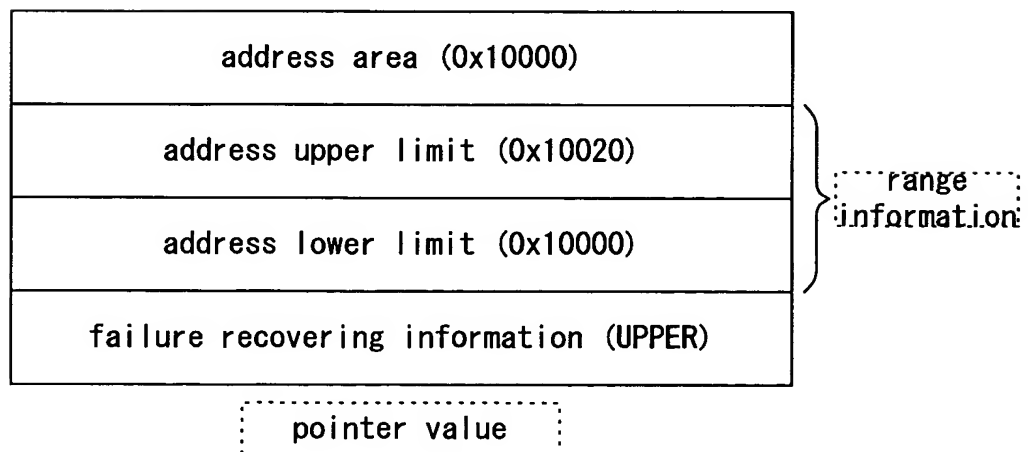 address area (0x10000)
address upper limit (0x10020)
range
information
address lower limit (0x10000)
failure recovering information (UPPER)
pointer value